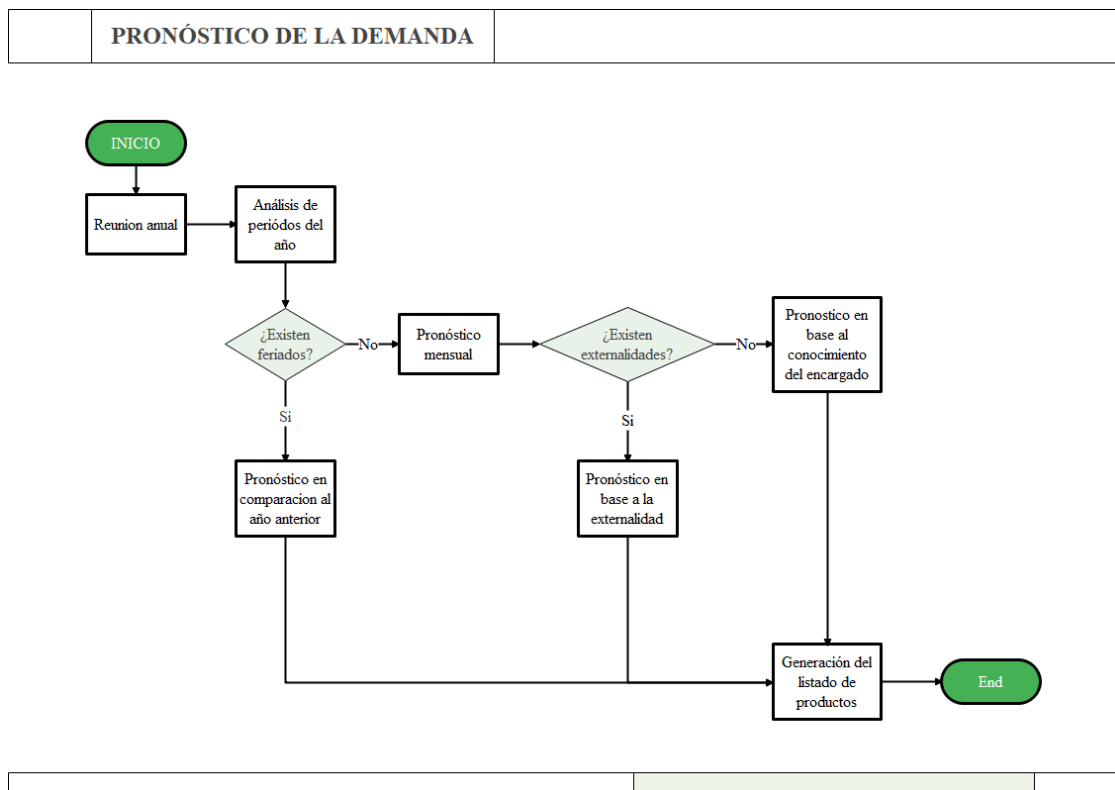 PRONÓSTICO DE LA DEMANDA
INICIO
Reunion anual
Análisis de
periódos del
año
¿Existen
feriados?
No
Pronóstico
mensual
¿Existen
externalidades?
No
Pronostico en
base al
conocimiento
del encargado
Si
Si
Pronóstico en
comparacion al
año anterior
Pronóstico en
base a la
externalidad
Generación del
listado de
productos
End